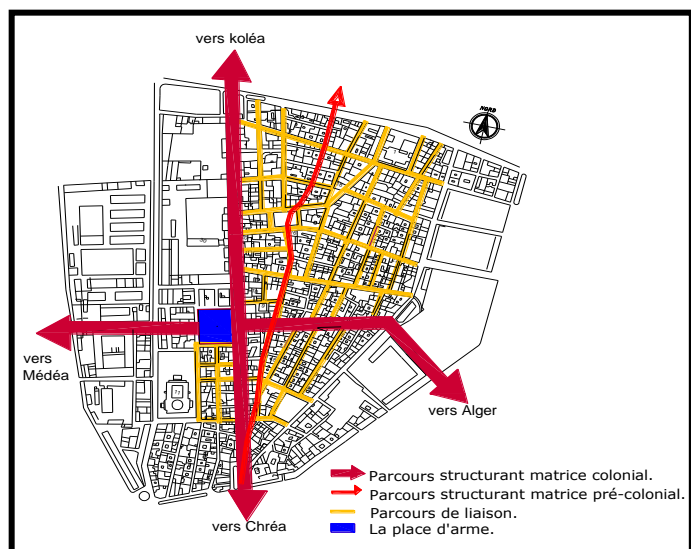 vers koléa
NORD
vers
Médéa
vers Alger
vers Chréa
Parcours structurant matrice colonial.
Parcours structurant matrice pré-colonial.
Parcours de liaison.
La place d'arme.